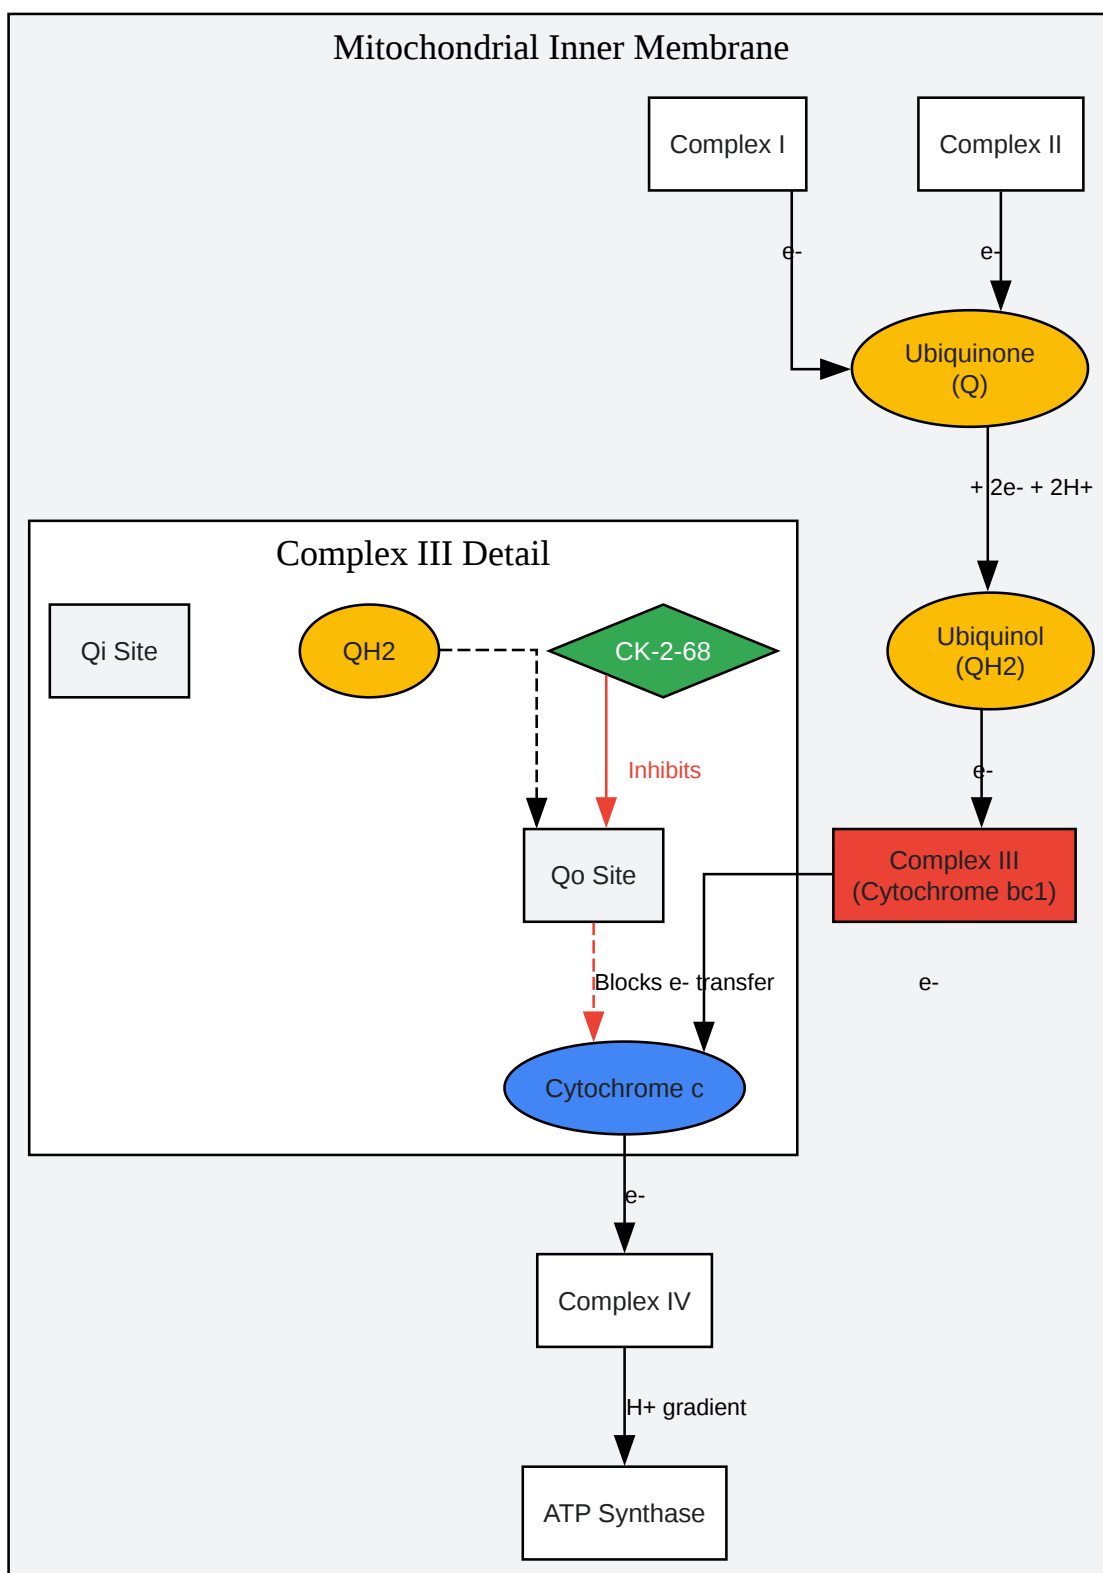 Mitochondrial Inner Membrane
Complex I
Complex II
e-
e-
Ubiquinone
(Q)
+ 2e- + 2H+
Complex III Detail
Qi Site
QH2
CK-2-68
Ubiquinol
(QH2)
Inhibits
e-
Qo Site
Complex III
(Cytochrome bc1)
Blocks e- transfer
e-
Cytochrome c
e-
Complex IV
H+ gradient
ATP Synthase